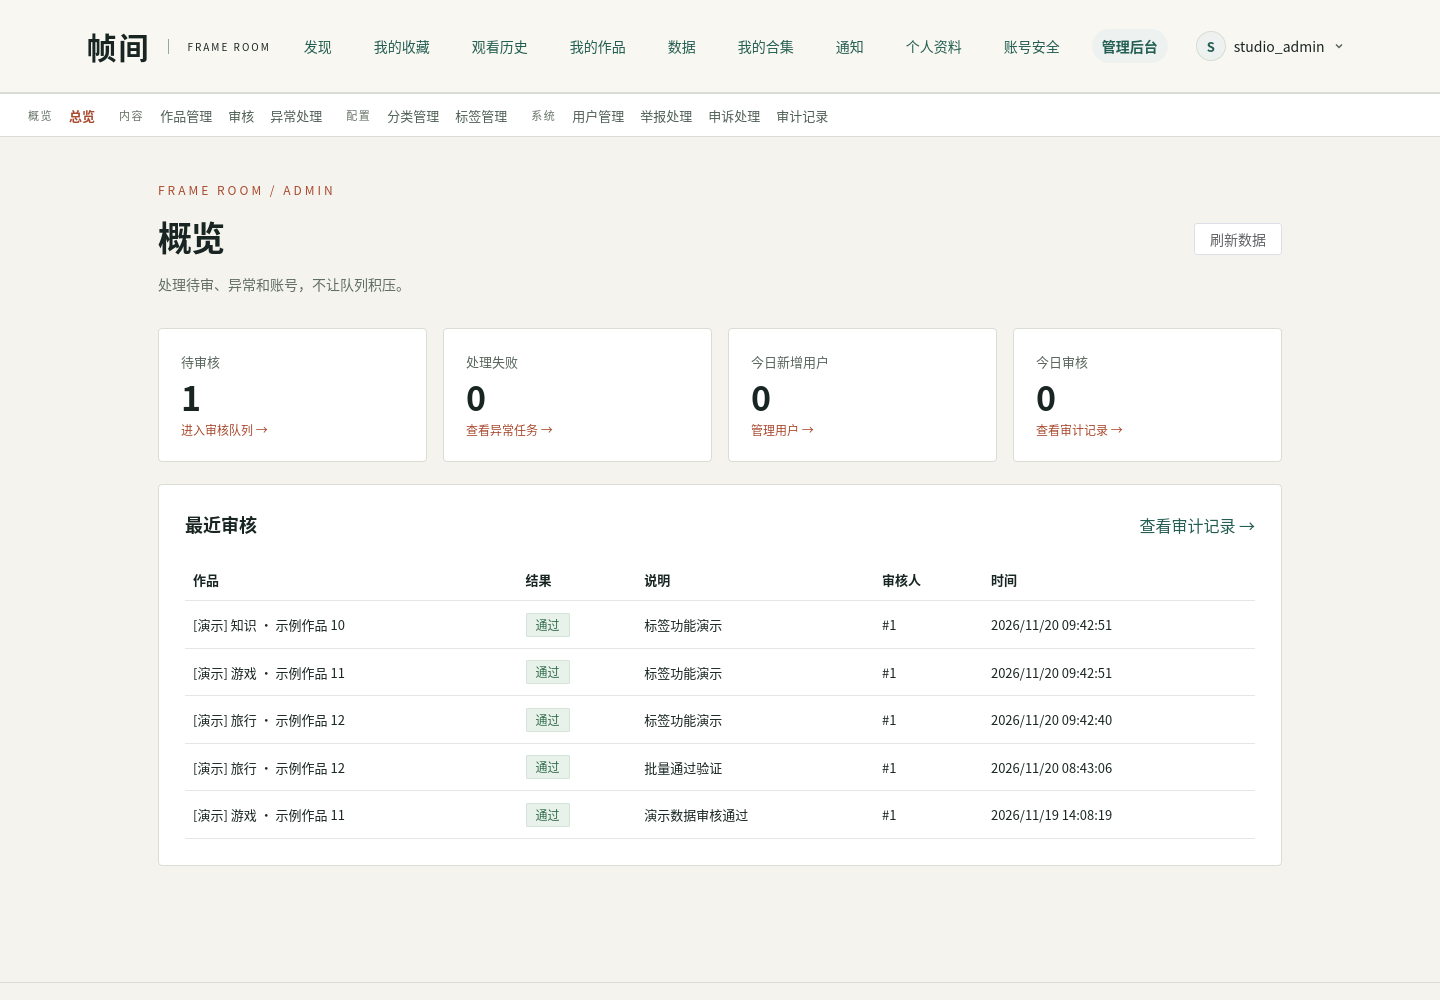 帧间 FRAME ROOM 发现 我的收藏 观看历史 我的作品 数据 我的合集 通知 个人资料 账号安全 管理后台 S studio_admin
概览 总览 内容 作品管理 审核 异常处理 配置 分类管理 标签管理 系统 用户管理 举报处理 申诉处理 审计记录
FRAME ROOM / ADMIN
概览
刷新数据
处理待审、异常和账号，不让队列积压。
待审核
1
进入审核队列 →
处理失败
0
查看异常任务 →
今日新增用户
0
管理用户 →
今日审核
0
查看审计记录 →
最近审核 查看审计记录 →
作品 结果 说明 审核人 时间
[演示] 知识 · 示例作品 10 通过 标签功能演示 #1 2026/11/20 09:42:51
[演示] 游戏 · 示例作品 11 通过 标签功能演示 #1 2026/11/20 09:42:51
[演示] 旅行 · 示例作品 12 通过 标签功能演示 #1 2026/11/20 09:42:40
[演示] 旅行 · 示例作品 12 通过 批量通过验证 #1 2026/11/20 08:43:06
[演示] 游戏 · 示例作品 11 通过 演示数据审核通过 #1 2026/11/19 14:08:19